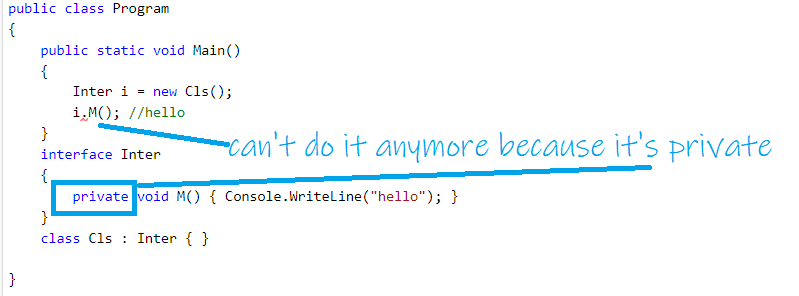 public class Program
{
public static void Main()
{
Inter i = new Cls();
i.M(); //hello
}
can't do it anymore because it's private
interface Inter
{
private void M() { Console.WriteLine("hello"); }
}
class Cls : Inter { }
}